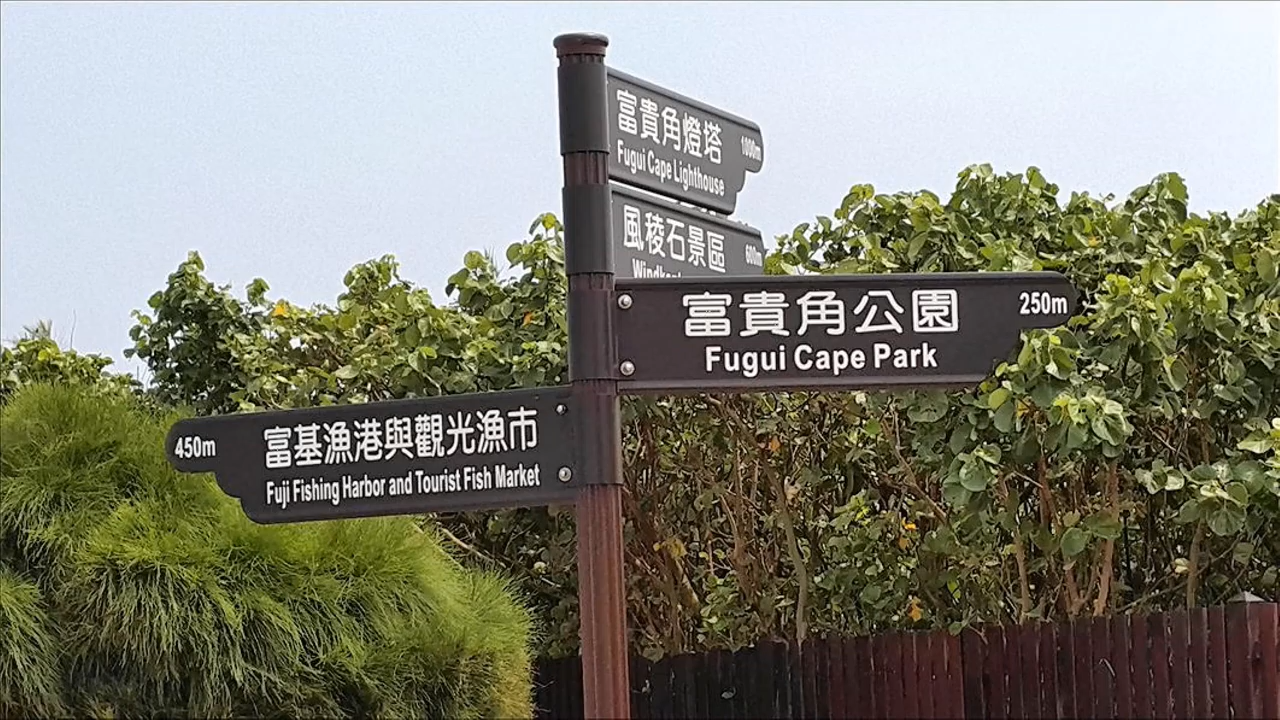 富貴角燈塔
1000m
Fugui Cape Lighthouse
風稜石景區
600m
富貴角公園
250m
Fugui Cape Park
450m
富基漁港與觀光漁市
Fuji Fishing Harbor and Tourist Fish Market